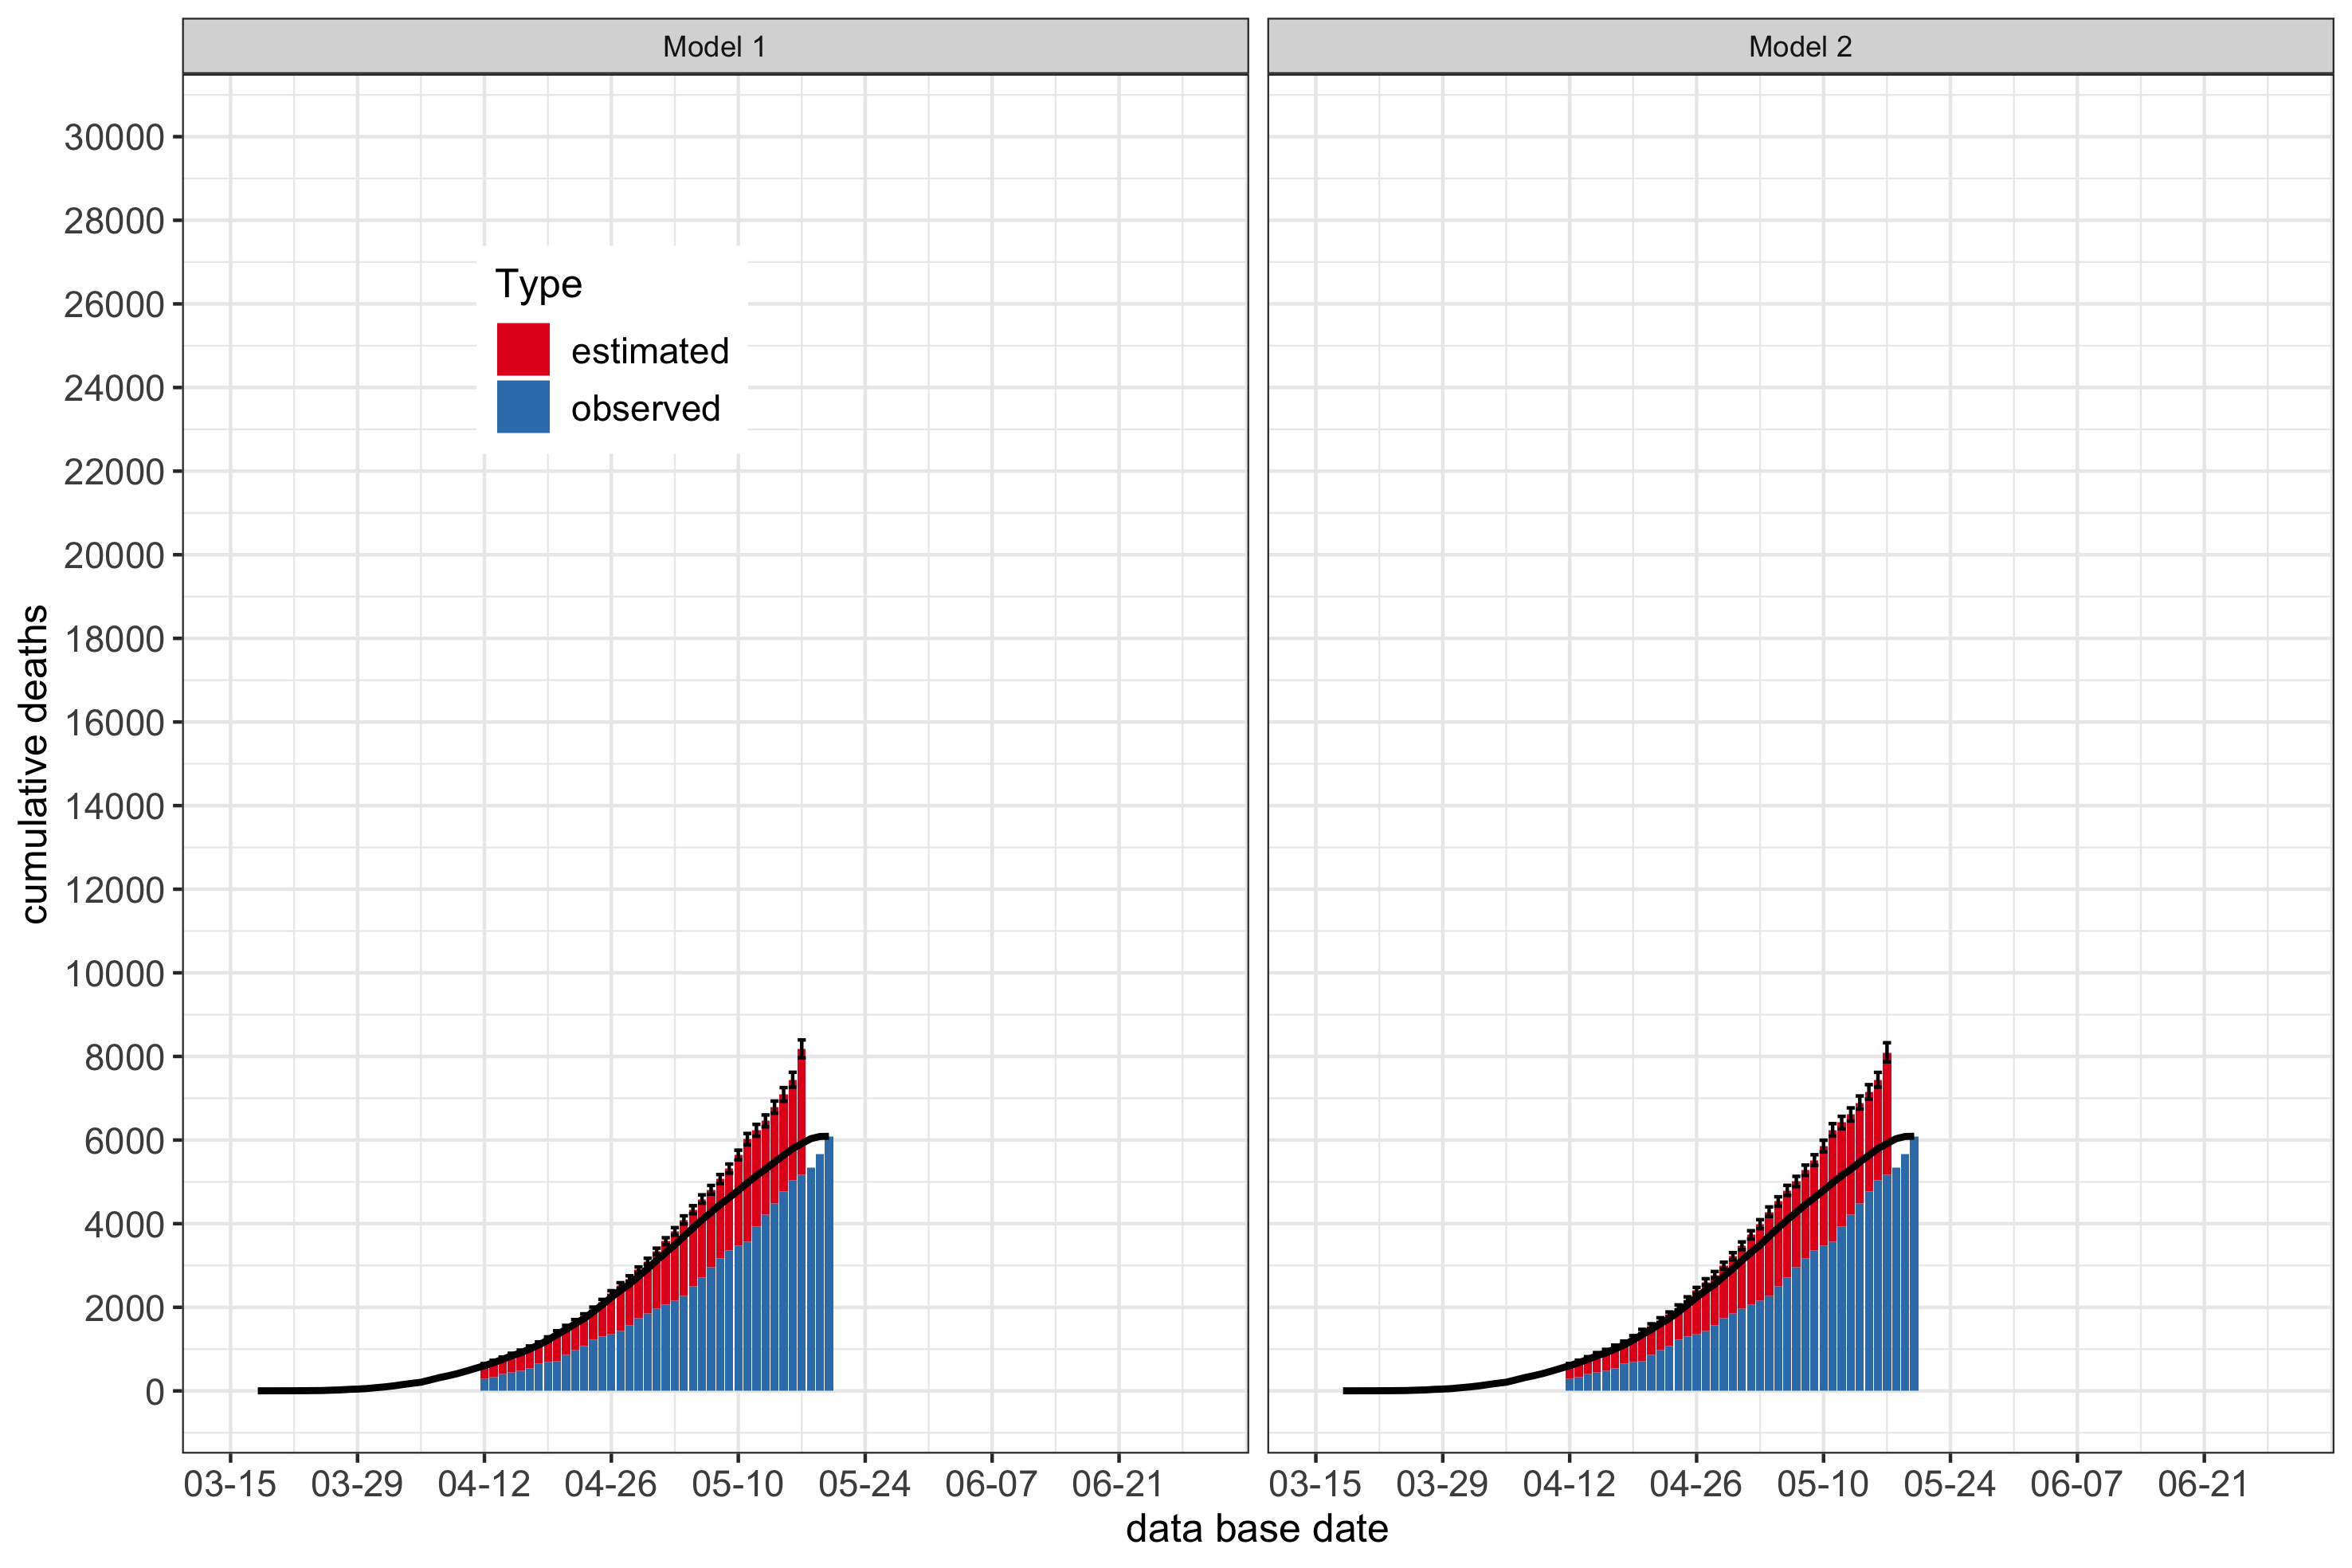 Model 1
Model 2
30000
28000
26000
24000
22000
20000
18000
16000
14000
12000
10000
8000
6000
4000
2000
0
cumulative deaths
Type
estimated
observed
03-15 03-29 04-12 04-26 05-10 05-24 06-07 06-21
03-15 03-29 04-12 04-26 05-10 05-24 06-07 06-21
data base date